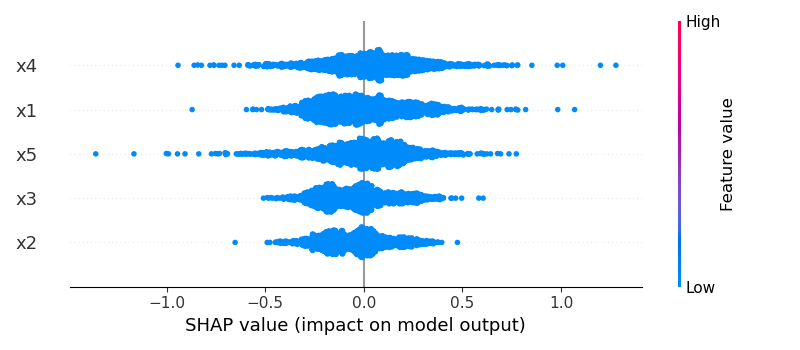 High
x4
x1
x5
x3
x2
Feature value
Low
−1.0 −0.5 0.0 0.5 1.0
SHAP value (impact on model output)